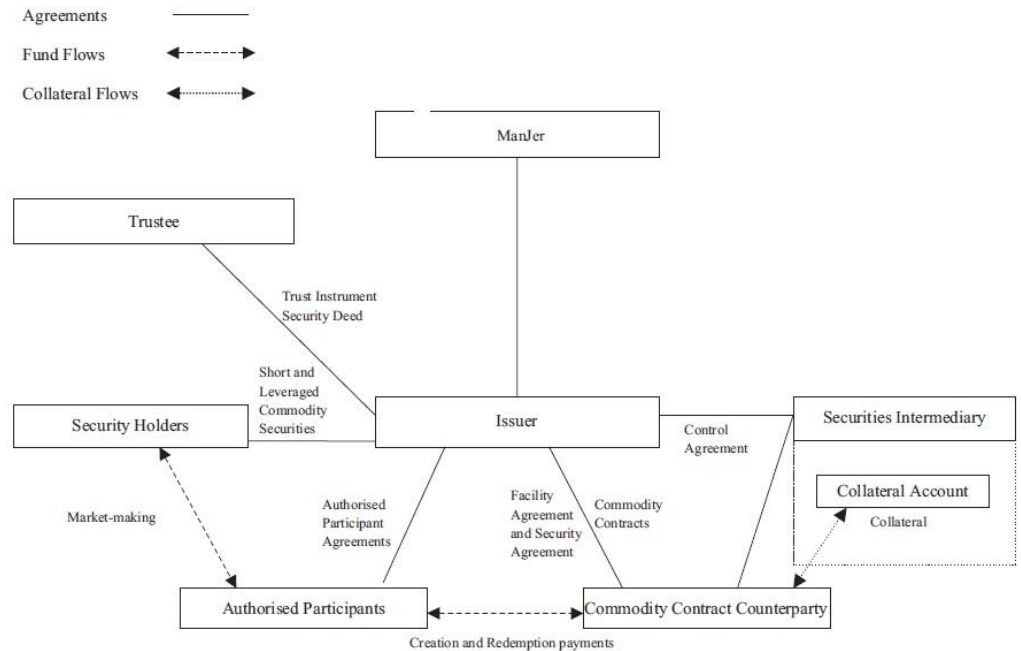 Agreements
Fund Flows
Collateral Flows
ManJer
Trustee
Trust Instrument
Security Deed
Short and
Leveraged
Commodity
Securities
Security Holders
Issuer
Securities Intermediary
Control
Agreement
Collateral Account
Collateral
Market-making
Authorised
Participant
Agreements
Facility
Agreement
and Security
Agreement
Commodity
Contracts
Authorised Participants
Commodity Contract Counterparty
Creation and Redemption payments